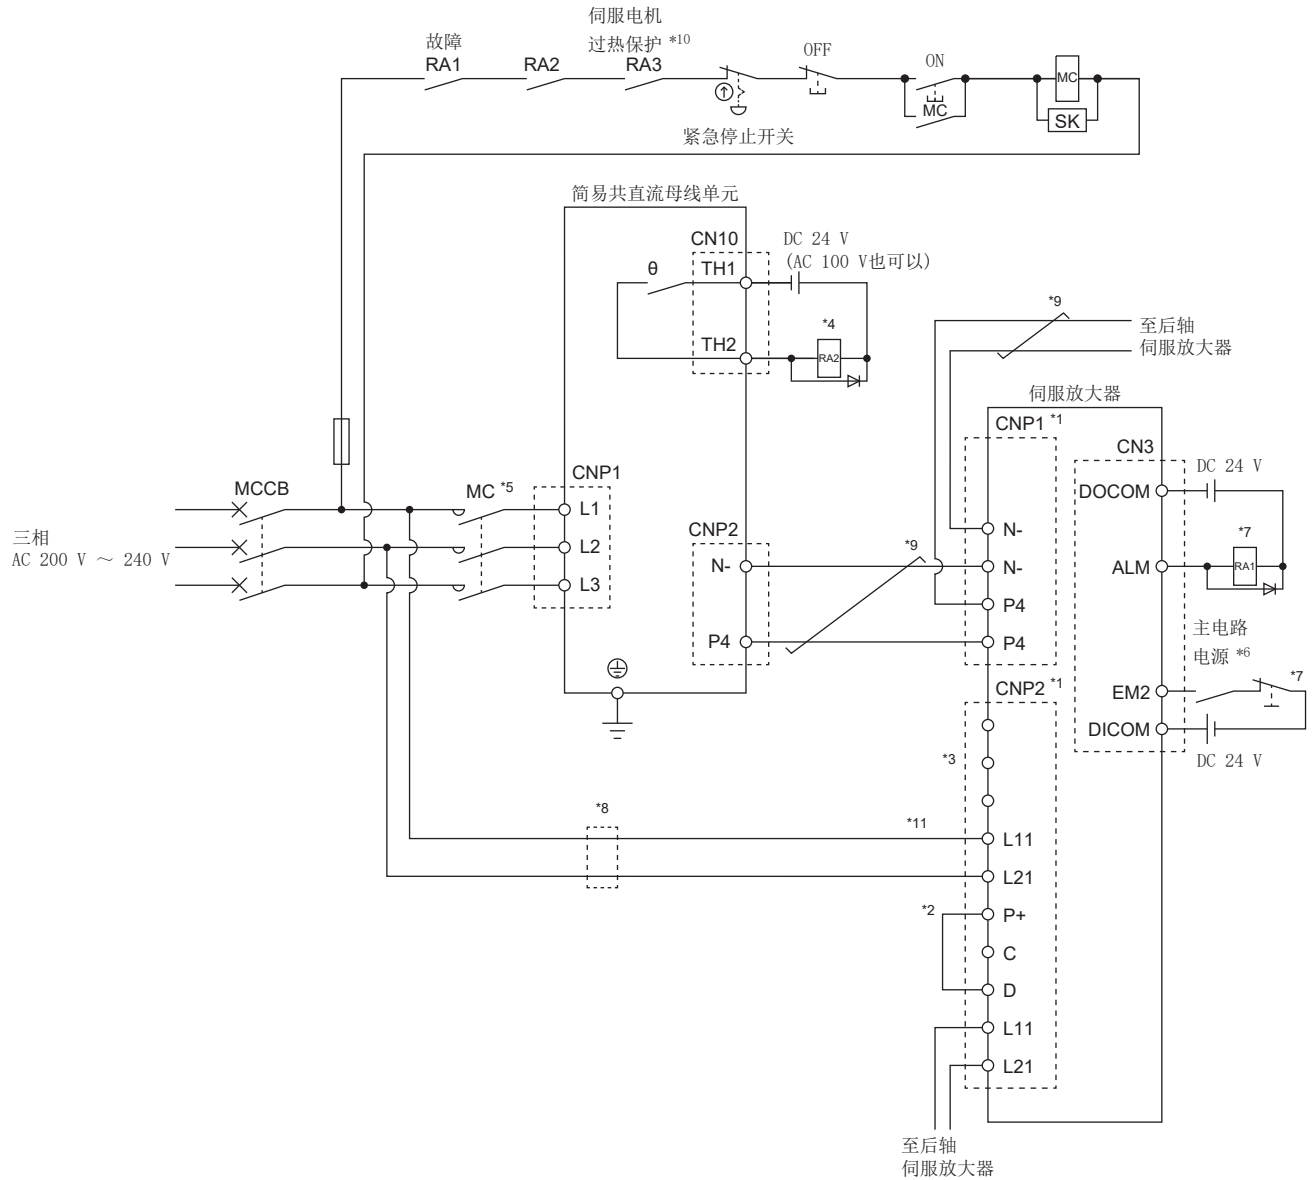 伺服电机
过热保护 *10
故障
RA1
RA2
RA3
OFF
ON
MC
MC
SK
紧急停止开关
简易共直流母线单元
CN10
DC 24 V
(AC 100 V也可以)
θ
TH1
*4
TH2
RA2
*9
至后轴
伺服放大器
伺服放大器
CNP1 *1
CN3
DC 24 V
DOCOM
CNP1
MCCB
MC *5
L1
三相
AC 200 V ～ 240 V
L2
L3
CNP2
N-
P4
*9
N-
N-
P4
P4
*7
ALM
RA1
主电路
电源 *6
*7
EM2
DICOM
DC 24 V
CNP2 *1
*3
*8
*11
L11
L21
*2
P+
C
D
L11
L21
至后轴
伺服放大器